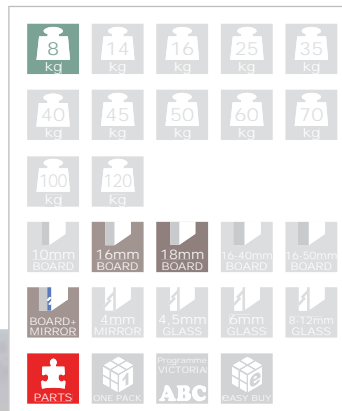 8 14 16 25 35
kg kg kg kg kg
40 45 50 60 70
kg kg kg kg kg
100 120
kg kg
10mm 16mm 18mm 16-40mm 16-50mm
BOARD BOARD BOARD BOARD BOARD
BOARD+ 4mm 4,5mm 6mm 8-12mm
MIRROR MIRROR GLASS GLASS GLASS
Programme
VICTORIA
1 e
PARTS ONE PACK ABC eASY BUY